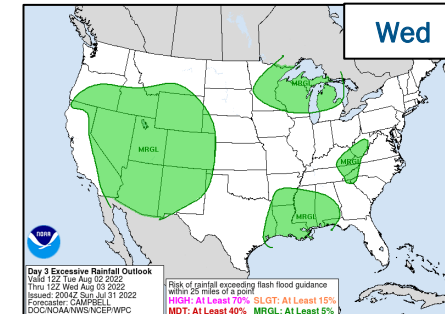 Wed
MRGL
MRGL
MRGL
MRGL
NOAA
Day 3 Excessive Rainfall Outlook
Valid 12Z Tue Aug 02 2022
Thru 12Z Wed Aug 03 2022
Issued: 2004Z Sun Jul 31 2022
Forecaster: CAMPBELL
DOC/NOAA/NWS/NCEP/WPC
Risk of rainfall exceeding flash flood guidance
within 25 miles of a point
HIGH: At Least 70% SLGT: At Least 15%
MDT: At Least 40% MRGL: At Least 5%